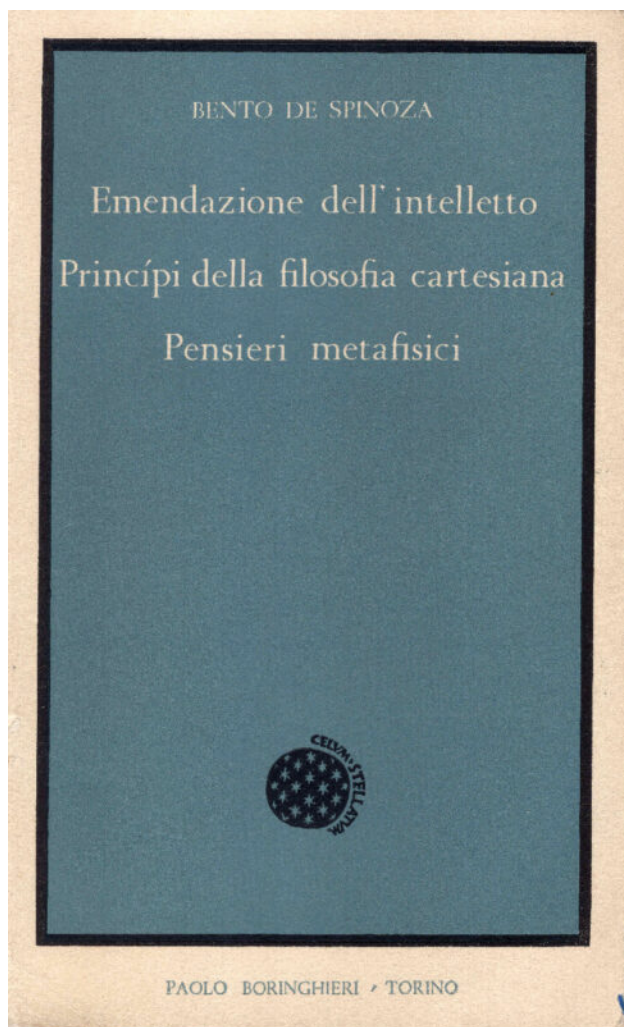 BENTO DE SPINOZA
Emendazione dell'intelletto
Princípi della filosofia cartesiana
Pensieri metafisici
CELVM·STELLATVM
PAOLO BORINGHIERI / TORINO